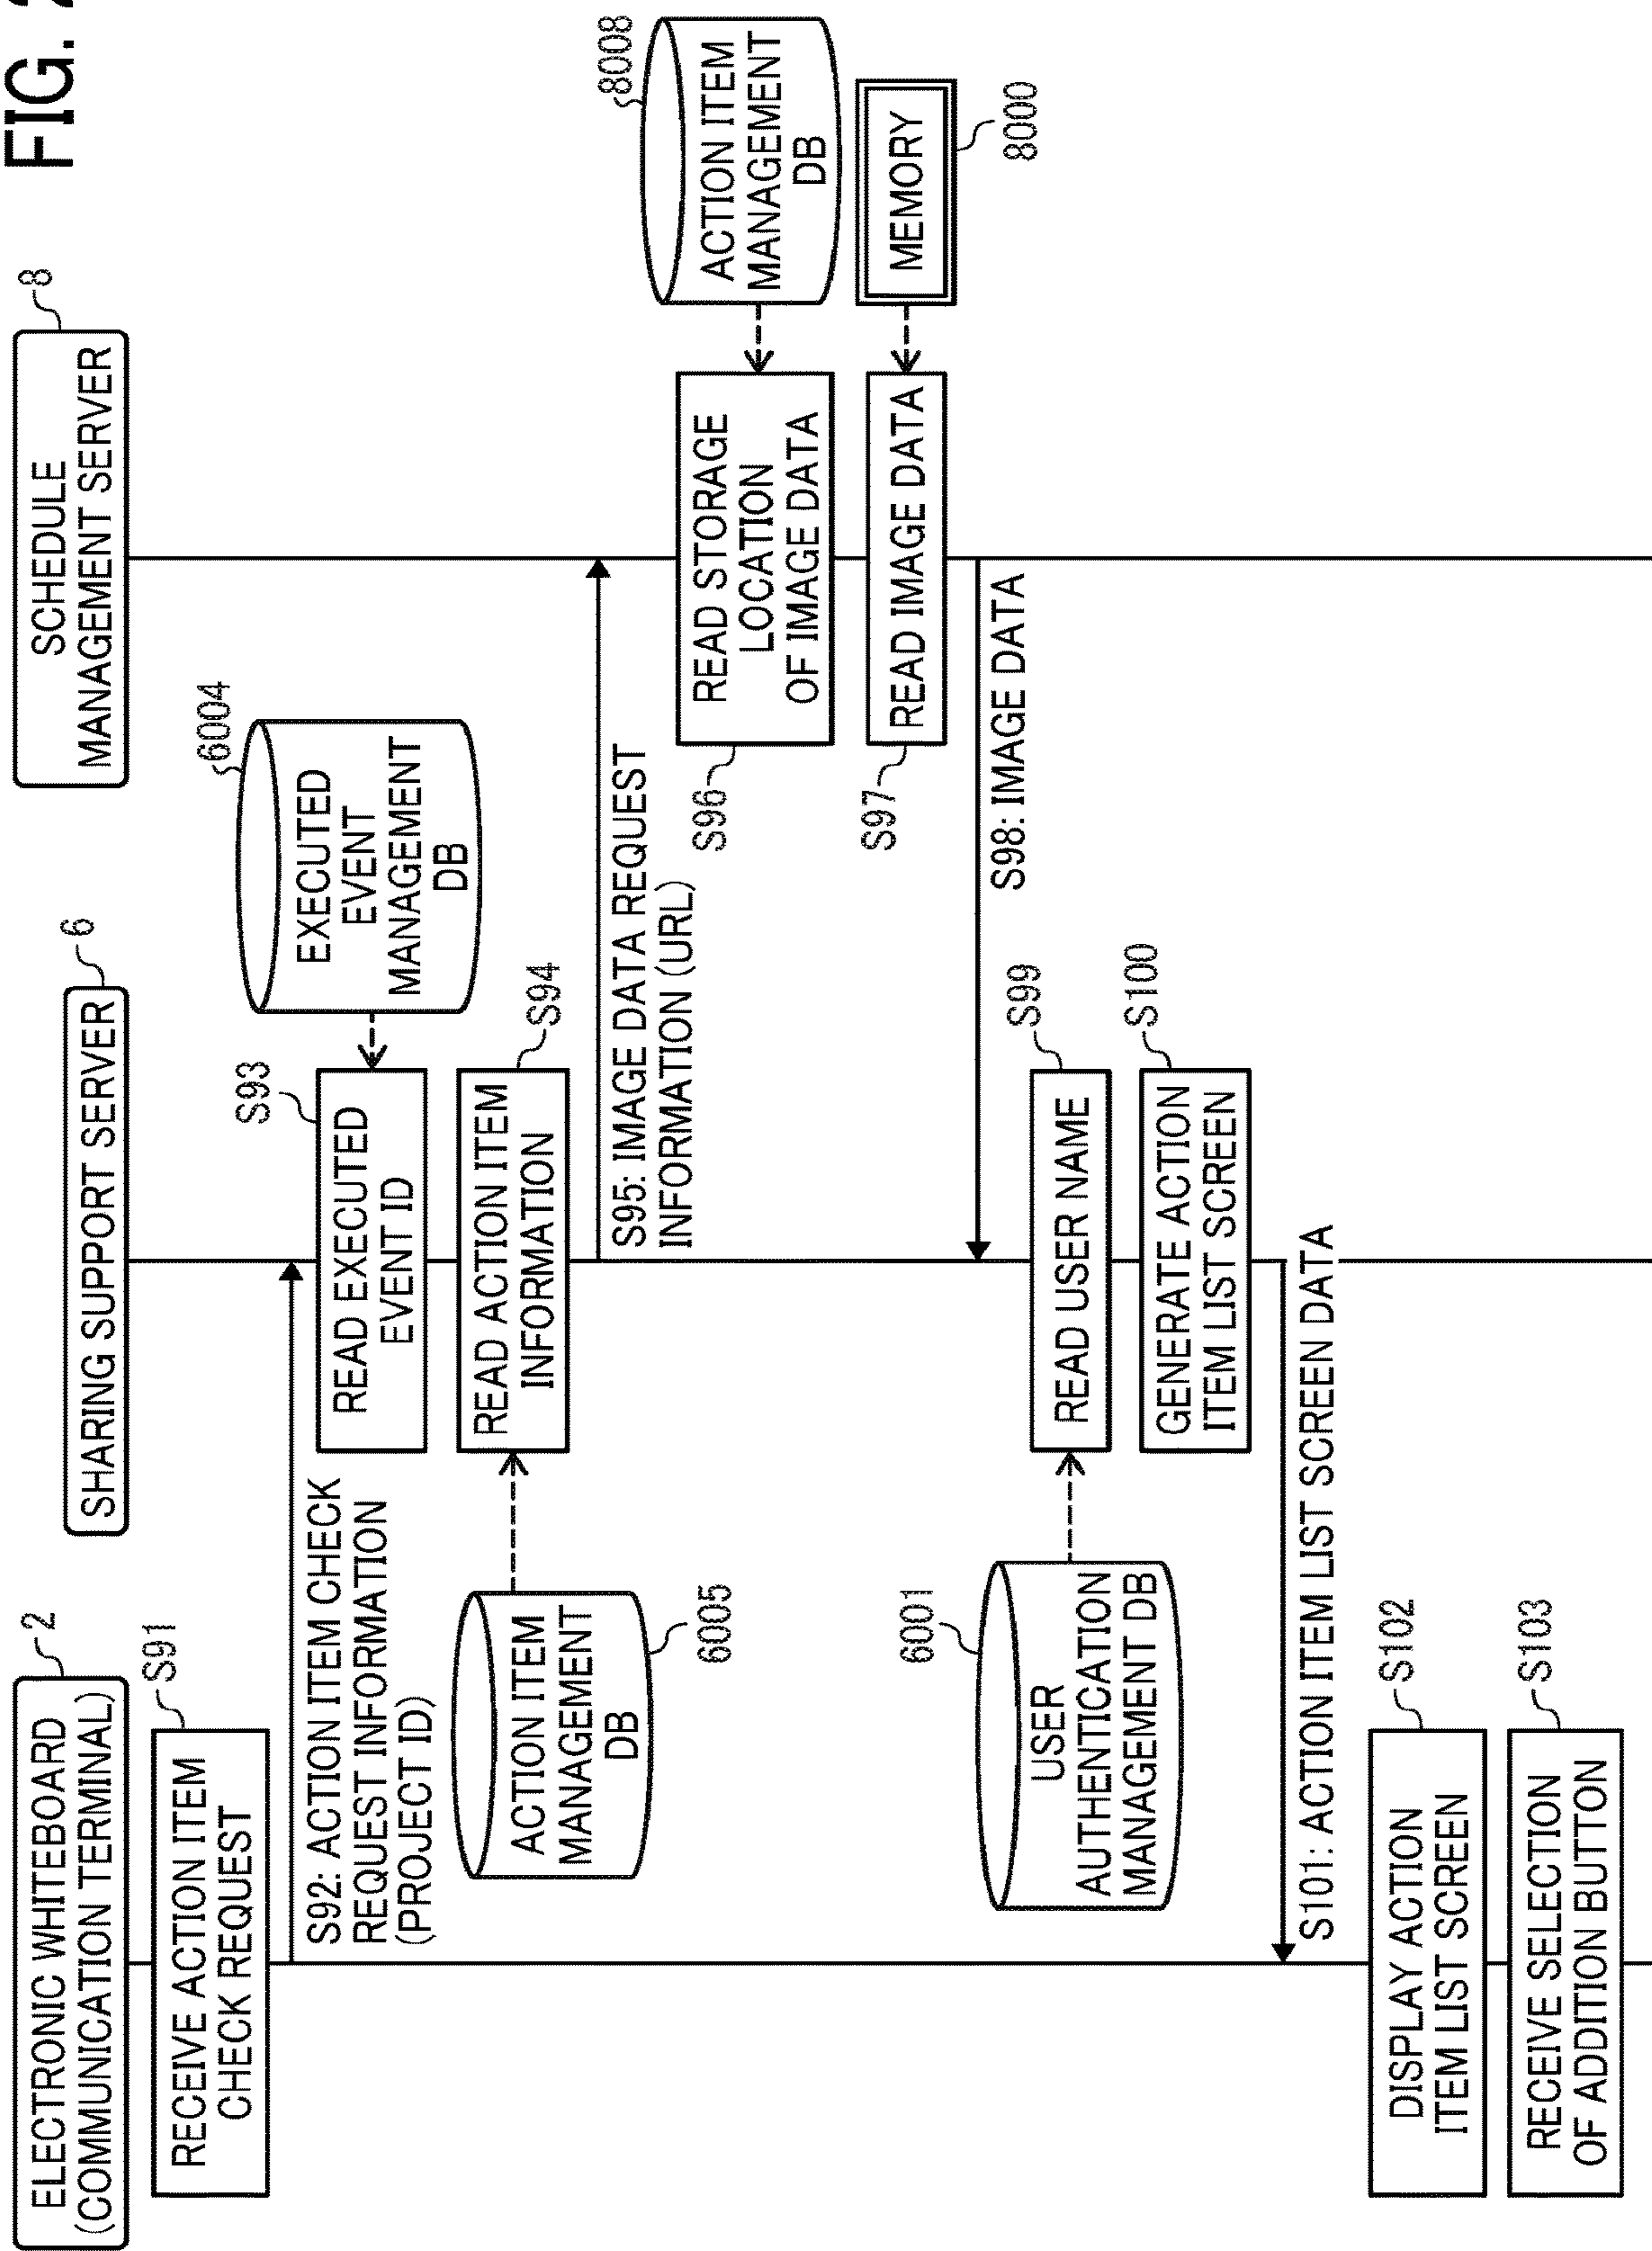 FIG.
ELECTRONIC WHITEBOARD
(COMMUNICATION TERMINAL)
2
SHARING SUPPORT SERVER
6
SCHEDULE
MANAGEMENT SERVER
8
RECEIVE ACTION ITEM
CHECK REQUEST
S91
S92: ACTION ITEM CHECK
REQUEST INFORMATION
(PROJECT ID)
READ EXECUTED
EVENT ID
S93
EXECUTED
EVENT
MANAGEMENT
DB
6004
ACTION ITEM
MANAGEMENT
DB
6005
READ ACTION ITEM
INFORMATION
S94
S95: IMAGE DATA REQUEST
INFORMATION (URL)
READ STORAGE
LOCATION
OF IMAGE DATA
S96
ACTION ITEM
MANAGEMENT
DB
8008
READ IMAGE DATA
S97
MEMORY
8000
S98: IMAGE DATA
USER
AUTHENTICATION
MANAGEMENT DB
6001
READ USER NAME
S99
GENERATE ACTION
ITEM LIST SCREEN
S100
S101: ACTION ITEM LIST SCREEN DATA
DISPLAY ACTION
ITEM LIST SCREEN
S102
RECEIVE SELECTION
OF ADDITION BUTTON
S103